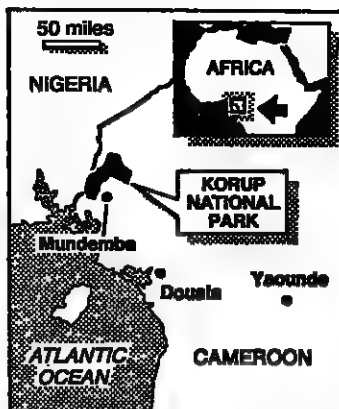 50 miles
NIGERIA
AFRICA
KORUP
NATIONAL
PARK
Mundemba
Douala
Yaounde
ATLANTIC
OCEAN
CAMEROON